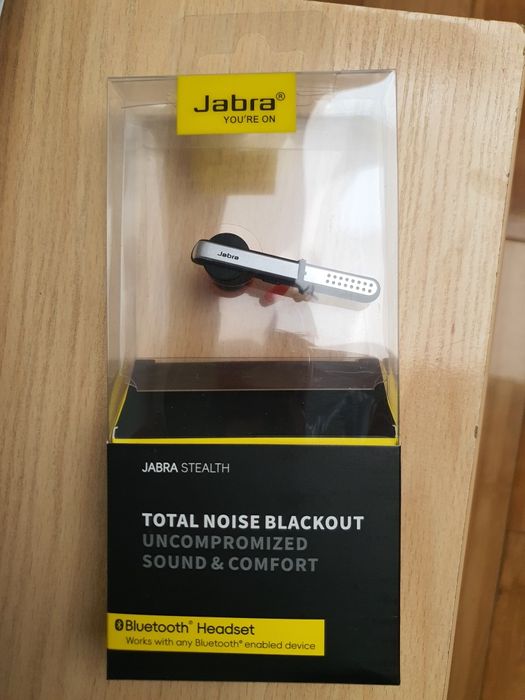 Jabra®
YOU'RE ON
Jabra
JABRA STEALTH
TOTAL NOISE BLACKOUT
UNCOMPROMIZED
SOUND & COMFORT
Bluetooth® Headset
Works with any Bluetooth® enabled device